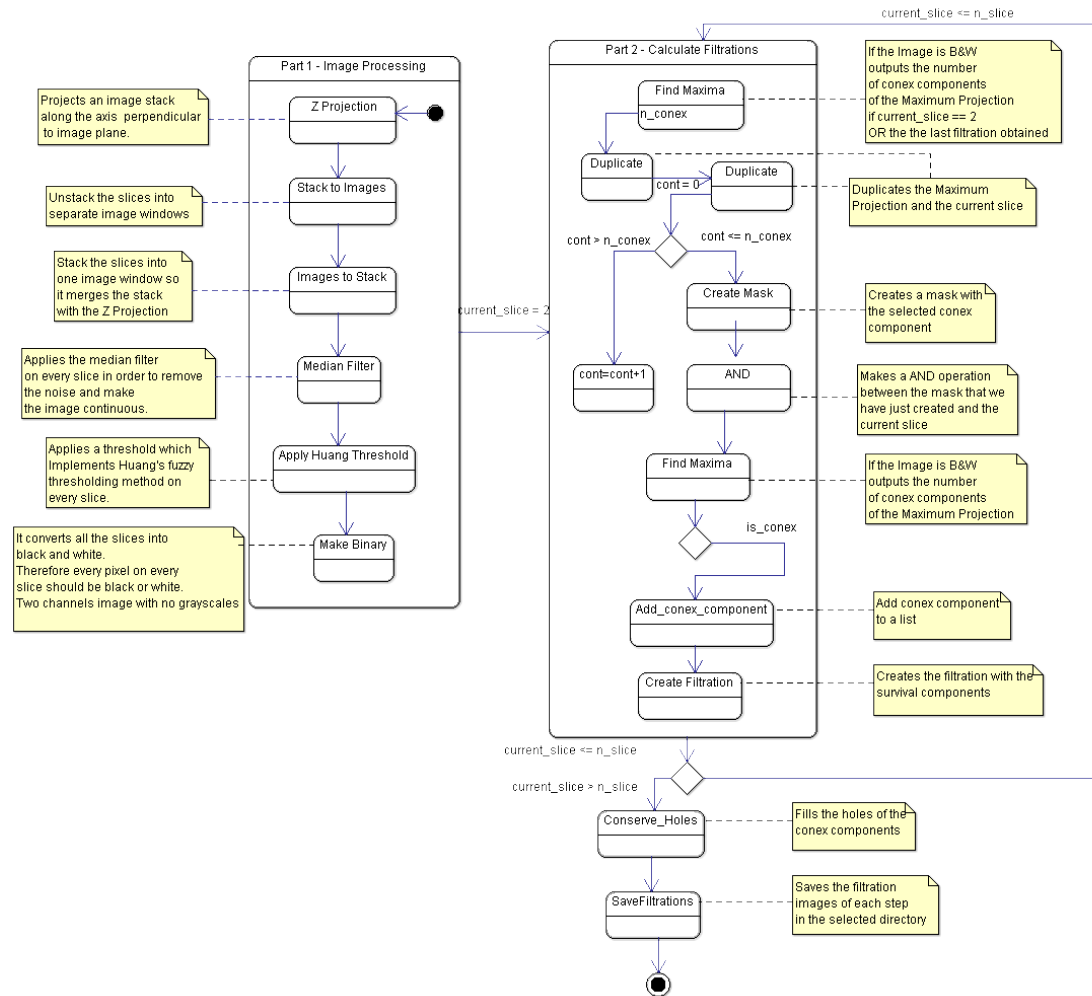 current_slice <= n_slice
Part 1 - Image Processing
Projects an image stack
along the axis  perpendicular
to image plane.
Z Projection
Unstack the slices into
separate image windows
Stack to Images
Stack the slices into
one image window so
it merges the stack
with the Z Projection
Images to Stack
Applies the median filter
on every slice in order to remove
the noise and make
the image continuous.
Median Filter
Applies a threshold which
Implements Huang's fuzzy
thresholding method on
every slice.
Apply Huang Threshold
It converts all the slices into
black and white.
Therefore every pixel on every
slice should be black or white.
Two channels image with no grayscales
Make Binary
current_slice = 2
Part 2 - Calculate Filtrations
Find Maxima
n_conex
If the Image is B&W
outputs the number
of conex components
of the Maximum Projection
if current_slice == 2
OR the the last filtration obtained
Duplicate
cont = 0
Duplicate
Duplicates the Maximum
Projection and the current slice
cont > n_conex
cont <= n_conex
Create Mask
Creates a mask with
the selected conex
component
cont=cont+1
AND
Makes a AND operation
between the mask that we
have just created and the
current slice
Find Maxima
If the Image is B&W
outputs the number
of conex components
of the Maximum Projection
is_conex
Add_conex_component
Add conex component
to a list
Create Filtration
Creates the filtration with the
survival components
current_slice <= n_slice
current_slice > n_slice
Conserve_Holes
Fills the holes of the
conex components
SaveFiltrations
Saves the filtration
images of each step
in the selected directory